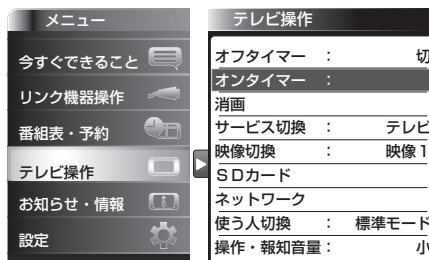 メニュー
今すぐできること
リンク機器操作
番組表・予約
テレビ操作
お知らせ・情報
設定
テレビ操作
オフタイマー ： 切
オンタイマー ：
消画
サービス切換 ： テレビ
映像切換 ： 映像１
ＳＤカード
ネットワーク
使う人切換 ： 標準モード
操作・報知音量： 小